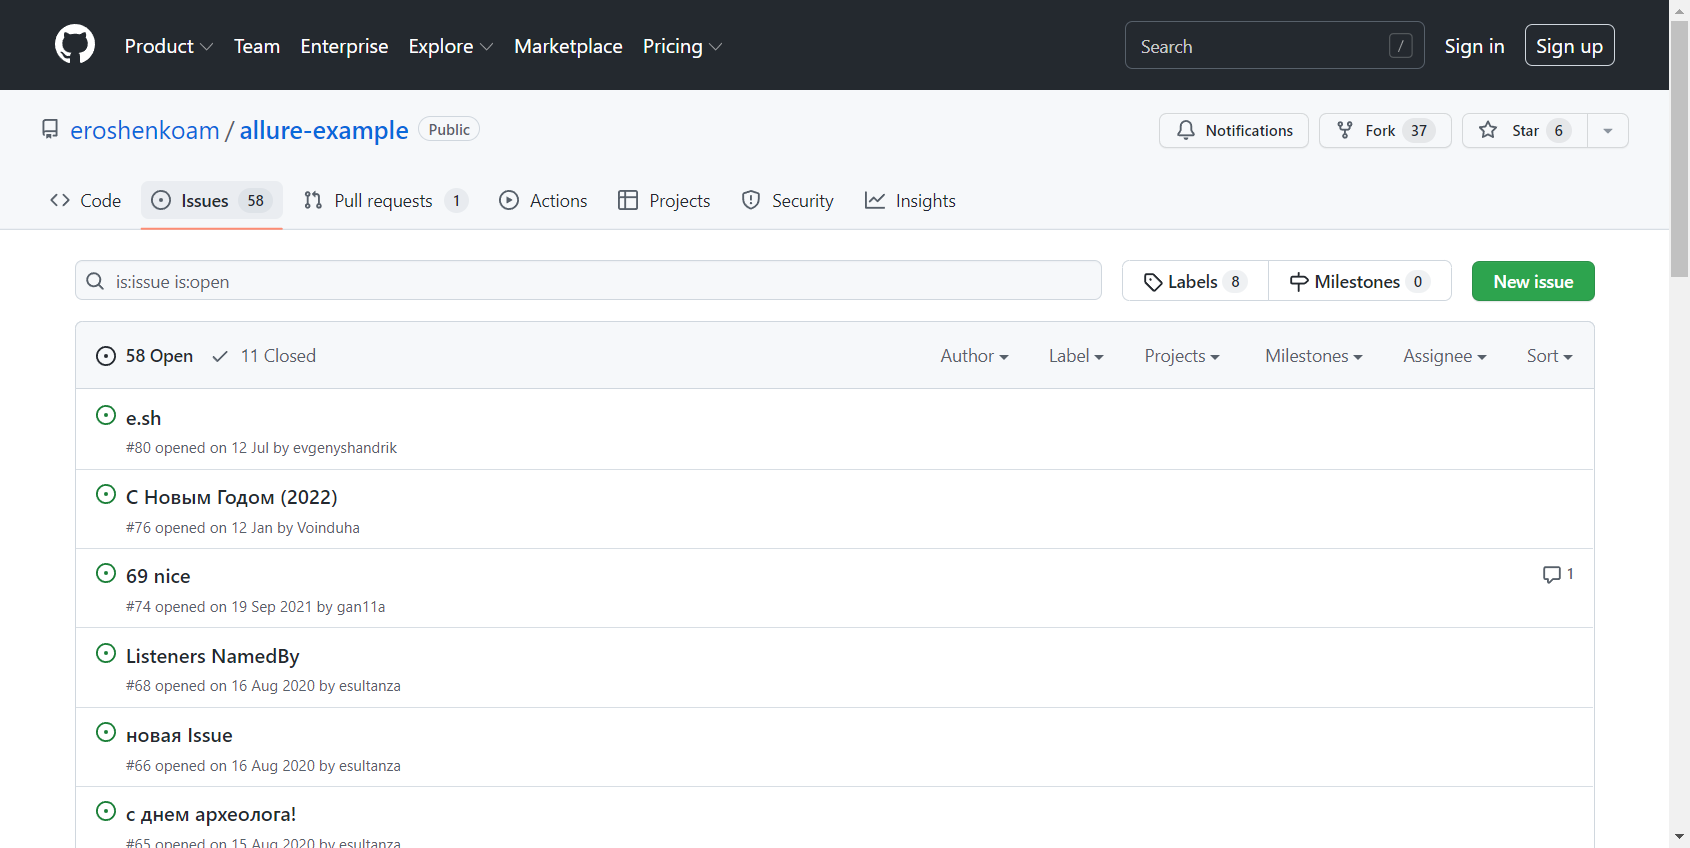 Product Team Enterprise Explore Marketplace Pricing Search / Sign in Sign up
eroshenkoam / allure-example Public Notifications Fork 37 Star 6
Code Issues 58 Pull requests 1 Actions Projects Security Insights
is:issue is:open Labels 8 Milestones 0 New issue
58 Open 11 Closed Author Label Projects Milestones Assignee Sort
e.sh
#80 opened on 12 Jul by evgenyshandrik
С Новым Годом (2022)
#76 opened on 12 Jan by Voinduha
69 nice 1
#74 opened on 19 Sep 2021 by gan11a
Listeners NamedBy
#68 opened on 16 Aug 2020 by esultanza
новая Issue
#66 opened on 16 Aug 2020 by esultanza
с днем археолога!
#65 opened on 15 Aug 2020 by esultanza